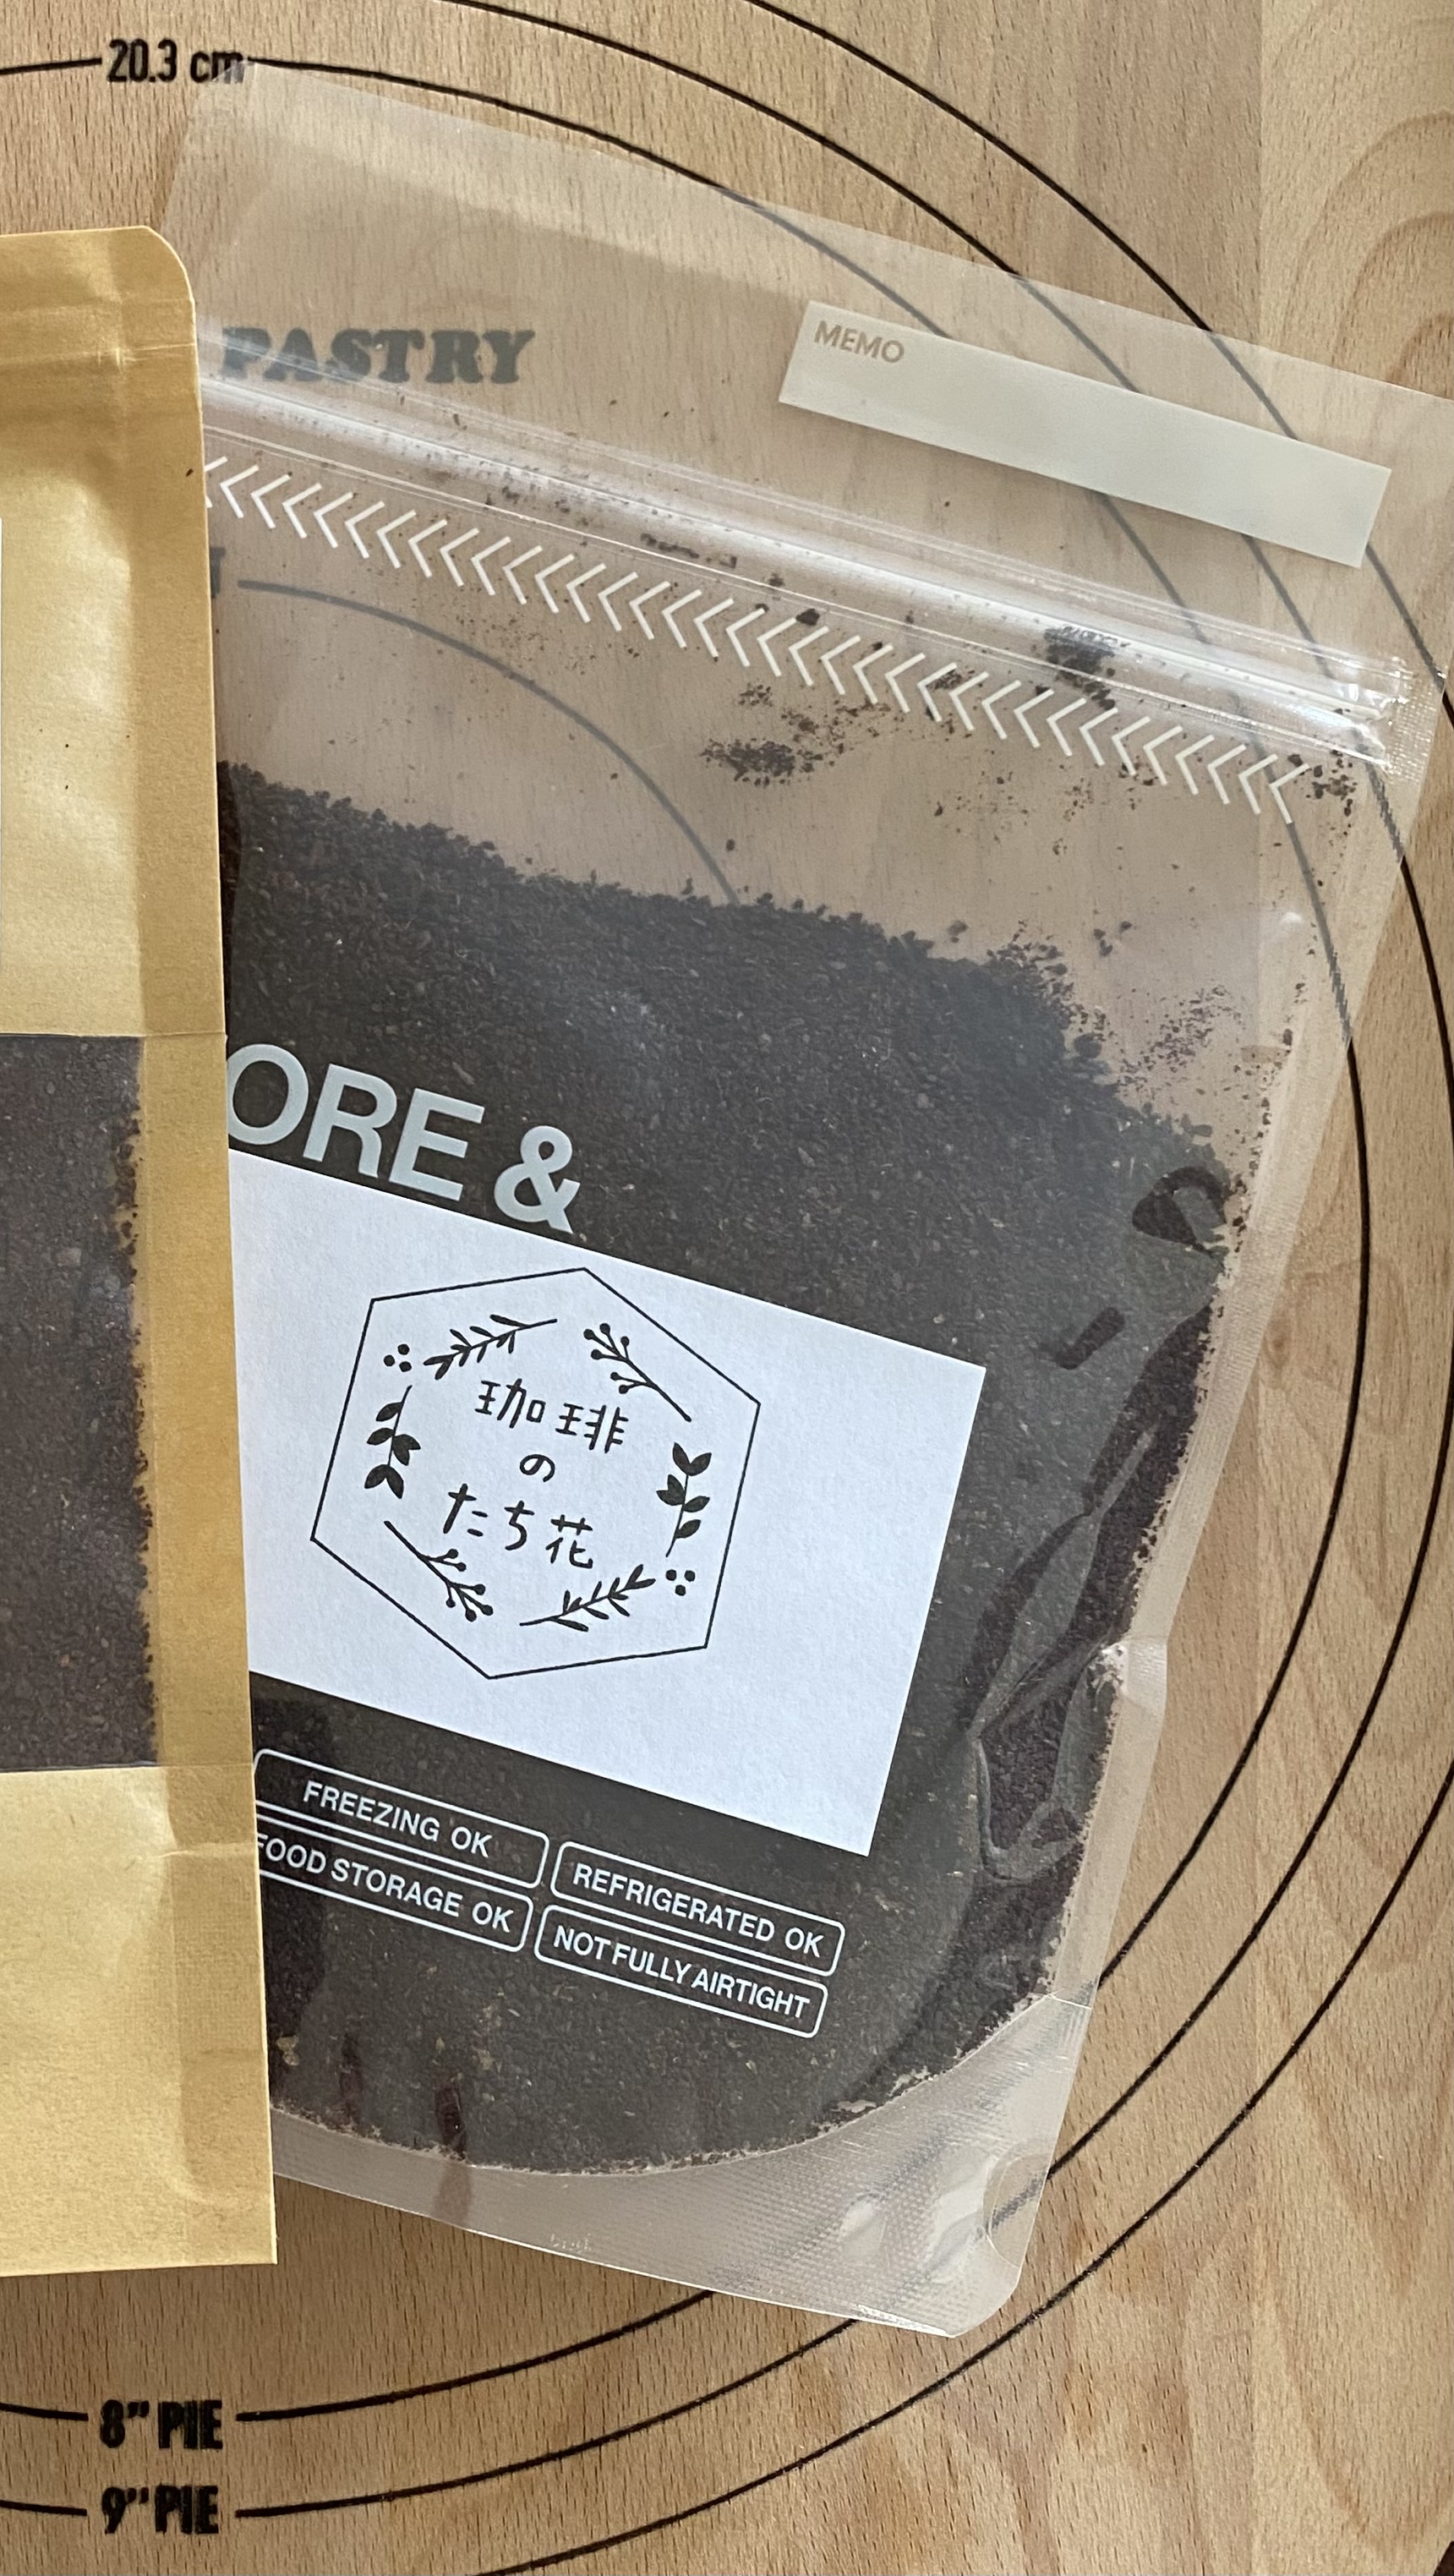 20.3 cm
PASTRY
MEMO
ORE &
珈琲
の
たち花
FREEZING OK
REFRIGERATED OK
FOOD STORAGE OK
NOT FULLY AIRTIGHT
8" PIE
9" PIE